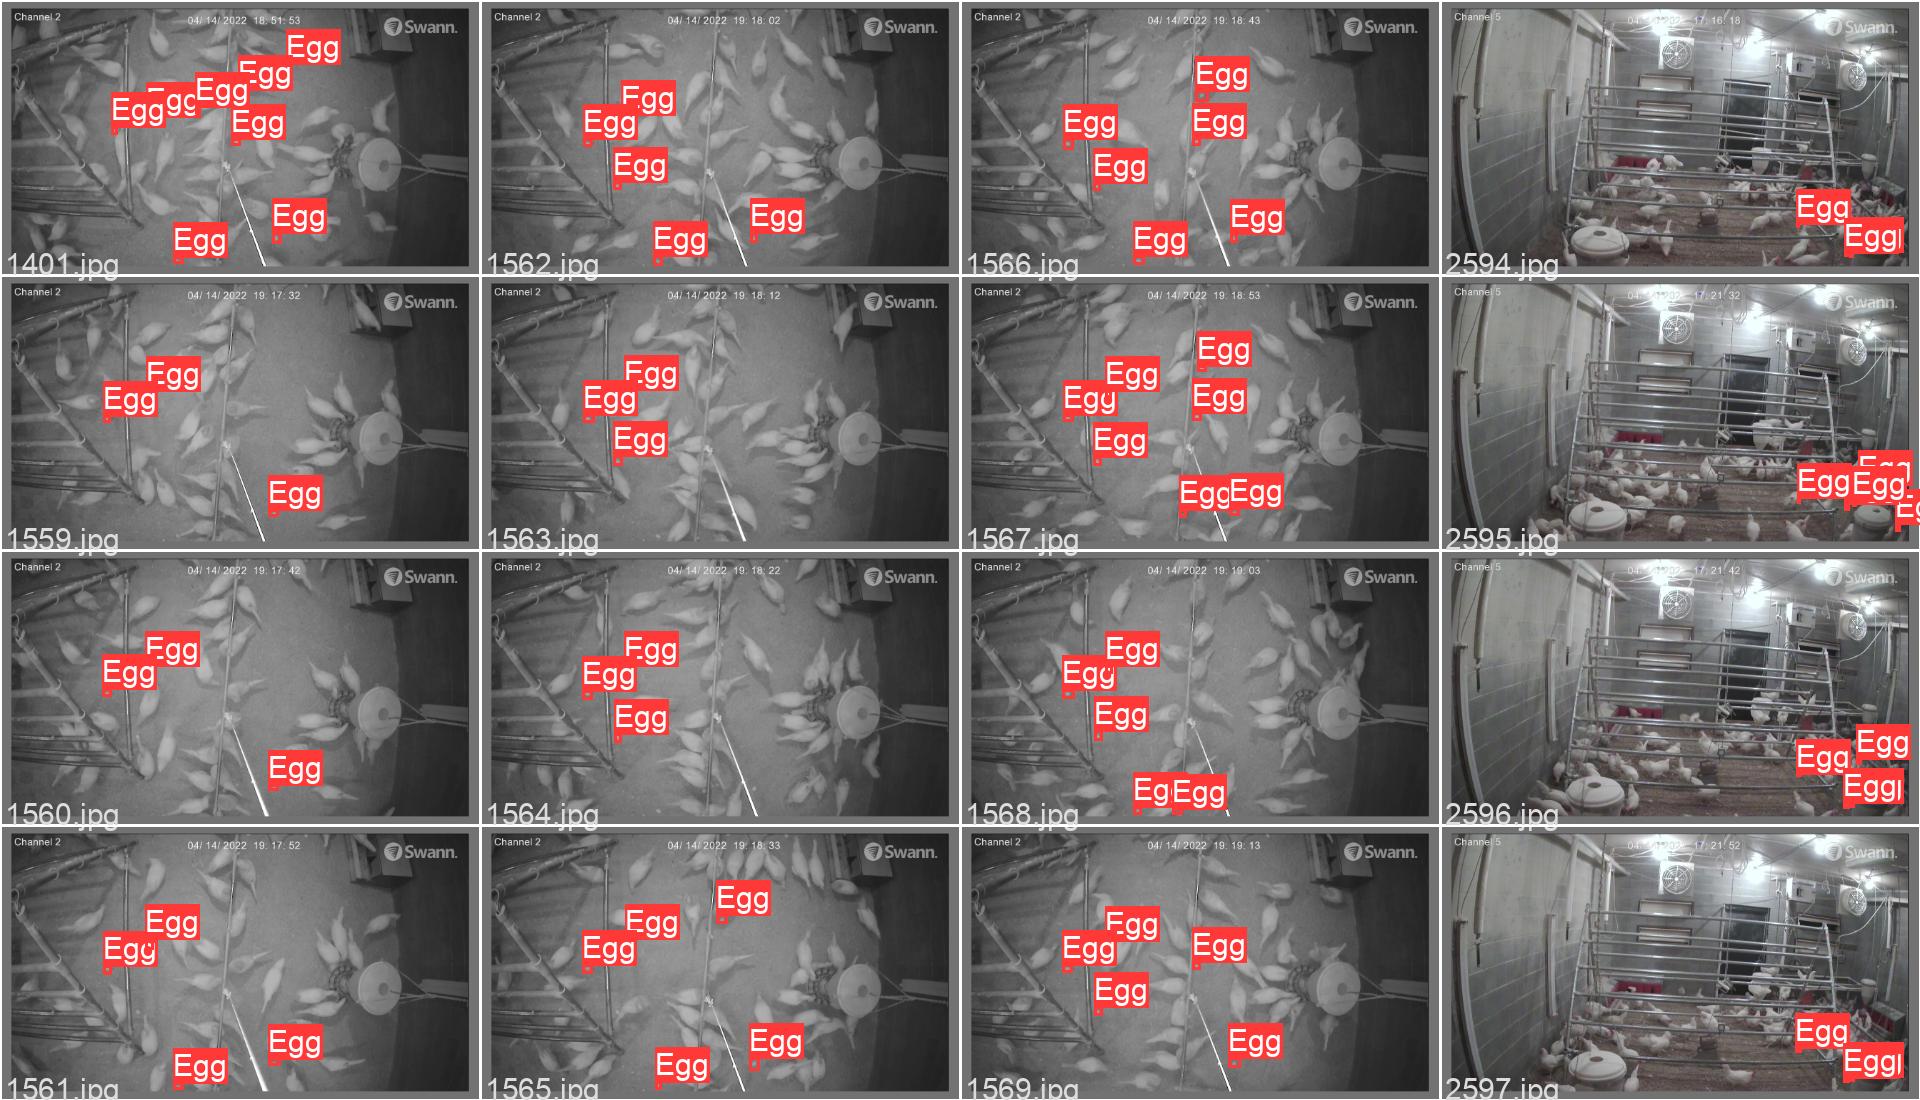 Channel 2
04/ 14/ 2022 18: 51: 53
Swann.
Egg
Egg
Egg
Egg
Egg
Egg
Egg
Egg
1401.jpg
Channel 2
04/ 14/ 2022 19: 18: 02
Swann.
Egg
Egg
Egg
Egg
Egg
1562.jpg
Channel 2
04/ 14/ 2022 19: 18: 43
Swann.
Egg
Egg
Egg
Egg
Egg
Egg
1566.jpg
Channel 5
17: 16: 18
Swann.
Egg
Egg
2594.jpg
Channel 2
04/ 14/ 2022 19: 17: 32
Swann.
Egg
Egg
Egg
1559.jpg
Channel 2
04/ 14/ 2022 19: 18: 12
Swann.
Egg
Egg
Egg
1563.jpg
Channel 2
04/ 14/ 2022 19: 18: 53
Swann.
Egg
Egg
Egg
Egg
Egg
Egg
Egg
1567.jpg
Channel 5
17: 21: 32
Swann.
Egg
Egg
Egg
1595.jpg
Channel 2
04/ 14/ 2022 19: 17: 42
Swann.
Egg
Egg
Egg
1560.jpg
Channel 2
04/ 14/ 2022 19: 18: 22
Swann.
Egg
Egg
Egg
1564.jpg
Channel 2
04/ 14/ 2022 19: 19: 03
Swann.
Egg
Egg
Egg
Egg
Egg
1568.jpg
Channel 5
17: 21: 42
Swann.
Egg
Egg
Egg
2596.jpg
Channel 2
04/ 14/ 2022 19: 17: 52
Swann.
Egg
Egg
Egg
Egg
1561.jpg
Channel 2
04/ 14/ 2022 19: 18: 33
Swann.
Egg
Egg
Egg
Egg
Egg
1565.jpg
Channel 2
04/ 14/ 2022 19: 19: 13
Swann.
Egg
Egg
Egg
Egg
Egg
1569.jpg
Channel 5
17: 21: 52
Swann.
Egg
Egg
2597.jpg